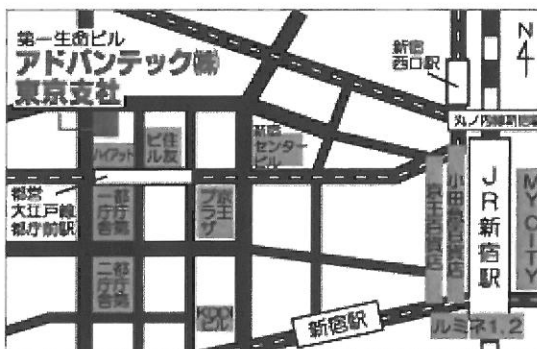 第一生命ビル
アドバンテック㈱
東京支社
新宿
西口駅
N
4
丸ノ内線新宿駅
ハイアット
住友
ビル
新宿
センター
ビル
都営
大江戸線
都庁前駅
都庁第一庁舎
京王プラザ
京王百貨店
小田急百貨店
JR新宿駅
MY CITY
都庁第二庁舎
KDDI
ビル
新宿駅
ルミネ1,2